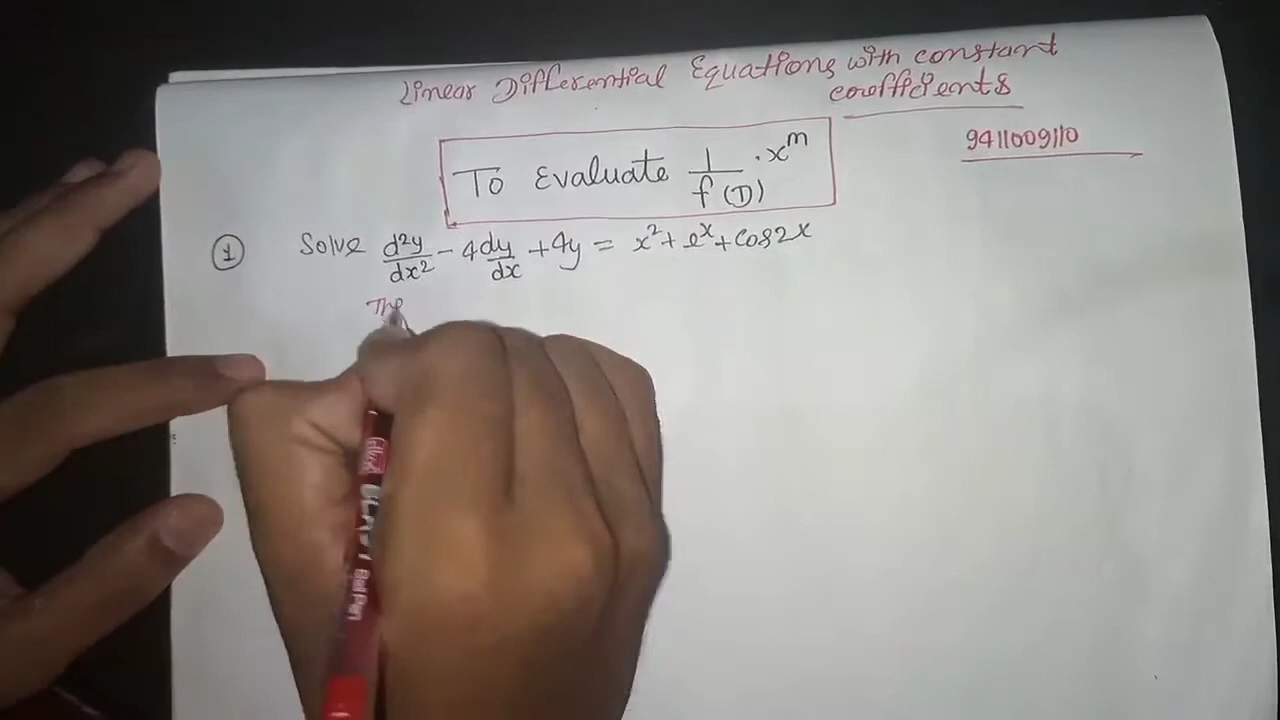 Linear Differential Equations with constant
coefficients
9411009110
To Evaluate 1/f(D) · x^m
① Solve d²y/dx² - 4dy/dx + 4y = x² + e^x + cos2x
The